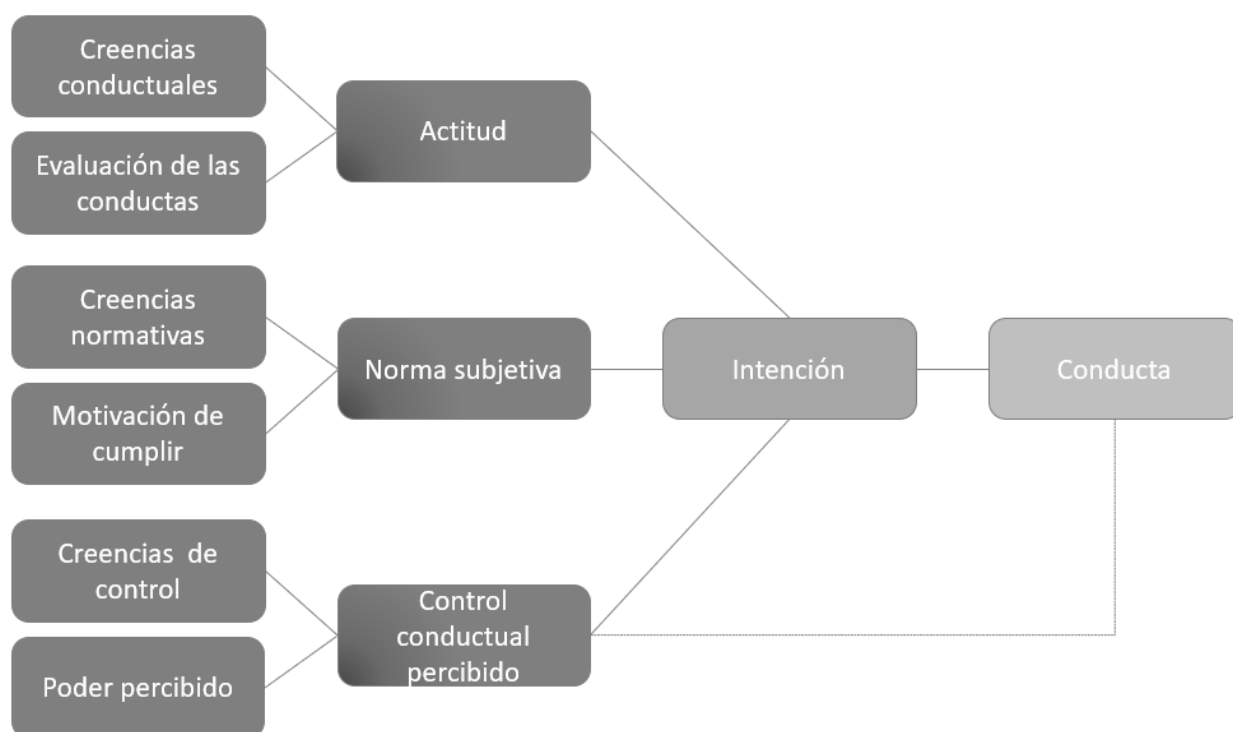 Creencias
conductuales
Evaluación de las
conductas
Actitud
Creencias
normativas
Motivación de
cumplir
Norma subjetiva
Intención
Conducta
Creencias de
control
Poder percibido
Control
conductual
percibido